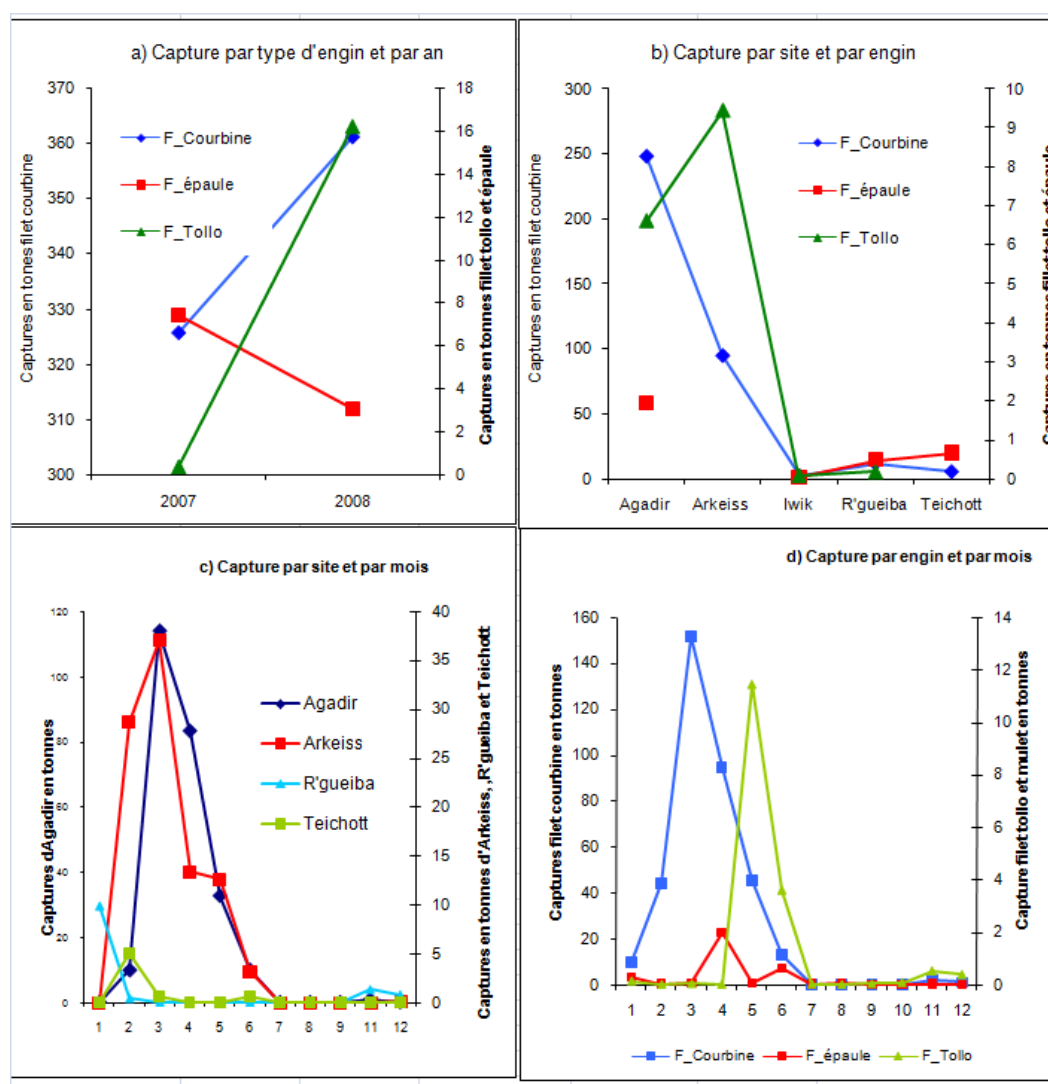 a) Capture par type d'engin et par an
370
360
350
340
330
320
310
300
18
16
14
12
10
8
6
4
2
0
Captures en tones filet courbine
Captures en tonnes fillet tollo et épaule
F_Courbine
F_épaule
F_Tollo
2007 2008
b) Capture par site et par engin
300
250
200
150
100
50
0
10
9
8
7
6
5
4
3
2
1
0
Captures en tonnes filet courbine
Captures en tonnes fillet tollo et épaule
F_Courbine
F_épaule
F_Tollo
Agadir Arkeiss Iwik R'gueiba Teichott
c) Capture par site et par mois
120
100
80
60
40
20
0
40
35
30
25
20
15
10
5
0
Captures dAgadir en tonnes
Captures en tonnes d'Arkeiss,,R'gueiba et Teichott
Agadir
Arkeiss
R'gueiba
Teichott
1 2 3 4 5 6 7 8 9 11 12
d) Capture par engin et par mois
160
140
120
100
80
60
40
20
0
14
12
10
8
6
4
2
0
Captures filet courbine en tonnes
Capture filet tollo et mulet en tonnes
1 2 3 4 5 6 7 8 9 10 11 12
F_Courbine F_épaule F_Tollo